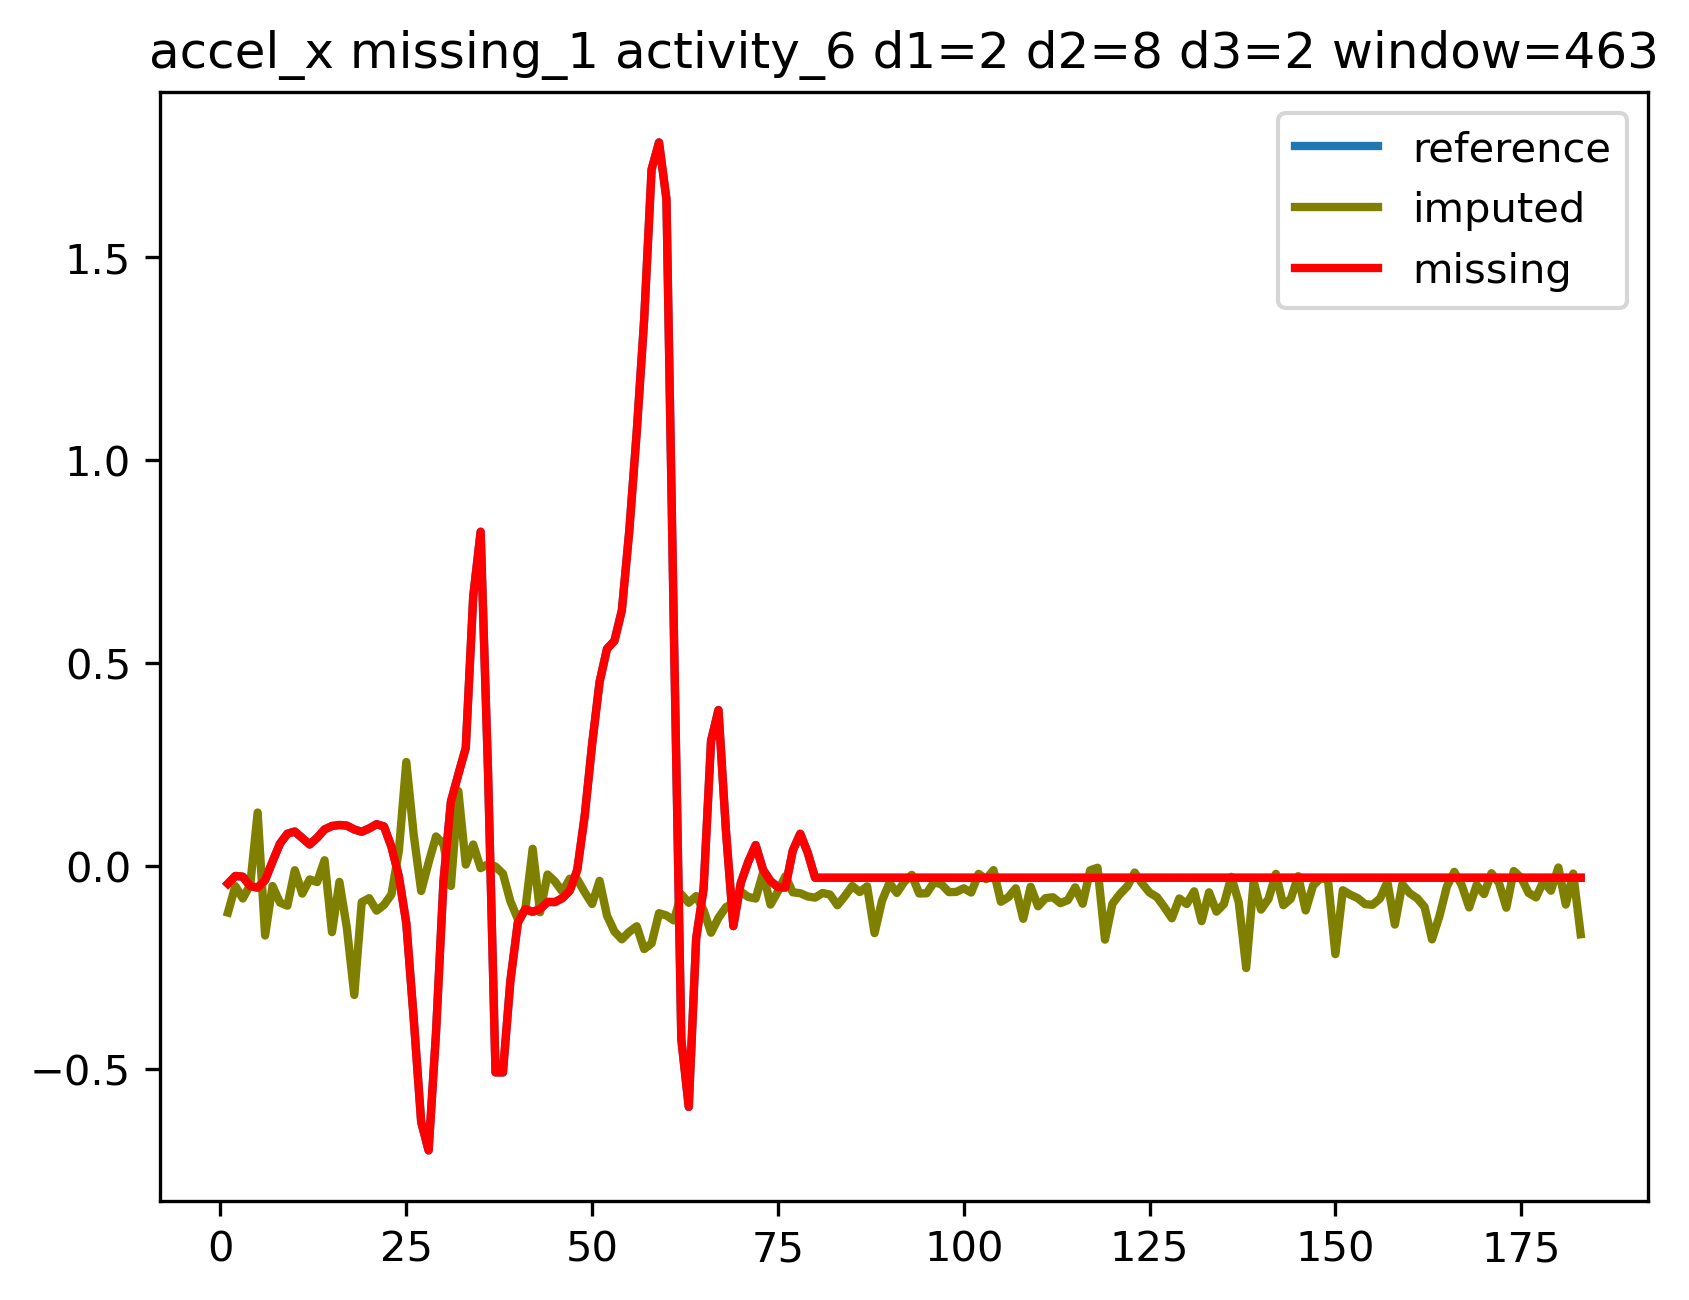 accel_x missing_1 activity_6 d1=2 d2=8 d3=2 window=463
reference
imputed
missing
1.5
1.0
0.5
0.0
−0.5
0 25 50 75 100 125 150 175